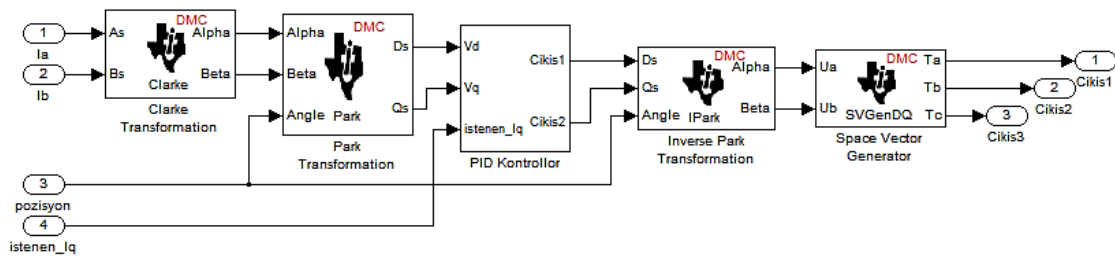 1
Ia
2
Ib
3
pozisyon
4
istenen_Iq
As
Bs
DMC
Alpha
Beta
Clarke
Clarke
Transformation
Alpha
Beta
Angle
DMC
Ds
Qs
Park
Park
Transformation
Vd
Vq
istenen_Iq
Cikis1
Cikis2
PID Kontrollor
Ds
Qs
Angle
DMC
Alpha
Beta
IPark
Inverse Park
Transformation
Ua
Ub
DMC
Ta
Tb
Tc
SVGenDQ
Space Vector
Generator
1
Cikis1
2
Cikis2
3
Cikis3